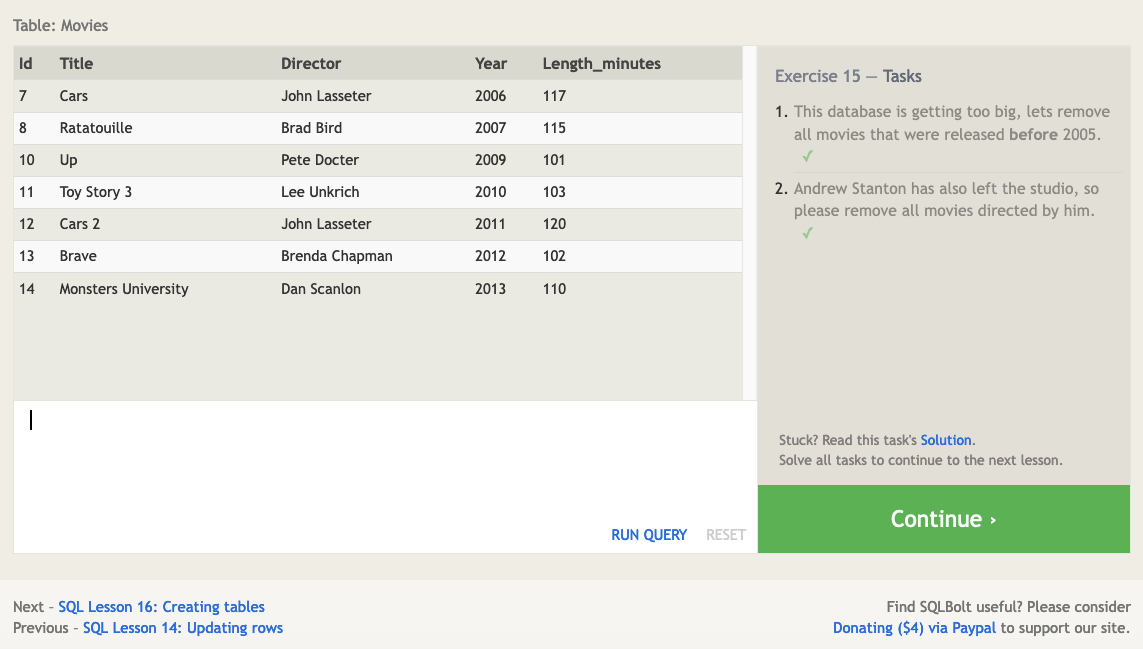 Table: Movies
Id Title Director Year Length_minutes
7 Cars John Lasseter 2006 117
8 Ratatouille Brad Bird 2007 115
10 Up Pete Docter 2009 101
11 Toy Story 3 Lee Unkrich 2010 103
12 Cars 2 John Lasseter 2011 120
13 Brave Brenda Chapman 2012 102
14 Monsters University Dan Scanlon 2013 110
RUN QUERY RESET
Exercise 15 — Tasks
1. This database is getting too big, lets remove
all movies that were released before 2005.
✓
2. Andrew Stanton has also left the studio, so
please remove all movies directed by him.
✓
Stuck? Read this task's Solution.
Solve all tasks to continue to the next lesson.
Continue ›
Next – SQL Lesson 16: Creating tables
Previous – SQL Lesson 14: Updating rows
Find SQLBolt useful? Please consider
Donating ($4) via Paypal to support our site.